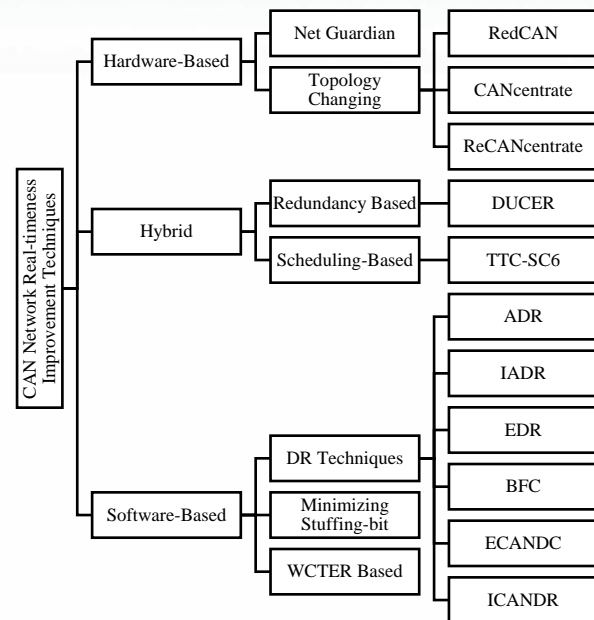 CAN Network Real-timeness
Improvement Techniques
Hardware-Based
Net Guardian
Topology
Changing
RedCAN
CANcentrate
ReCANcentrate
Hybrid
Redundancy Based
DUCER
Scheduling-Based
TTC-SC6
Software-Based
DR Techniques
ADR
IADR
EDR
BFC
ECANDC
ICANDR
Minimizing
Stuffing-bit
WCTER Based